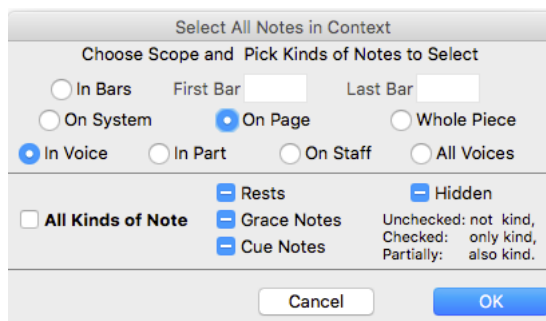 Select All Notes in Context
Choose Scope and Pick Kinds of Notes to Select
In Bars First Bar Last Bar
On System On Page Whole Piece
In Voice In Part On Staff All Voices
Rests Hidden
All Kinds of Note Grace Notes Unchecked: not kind,
Cue Notes Checked: only kind,
Partially: also kind.
Cancel OK